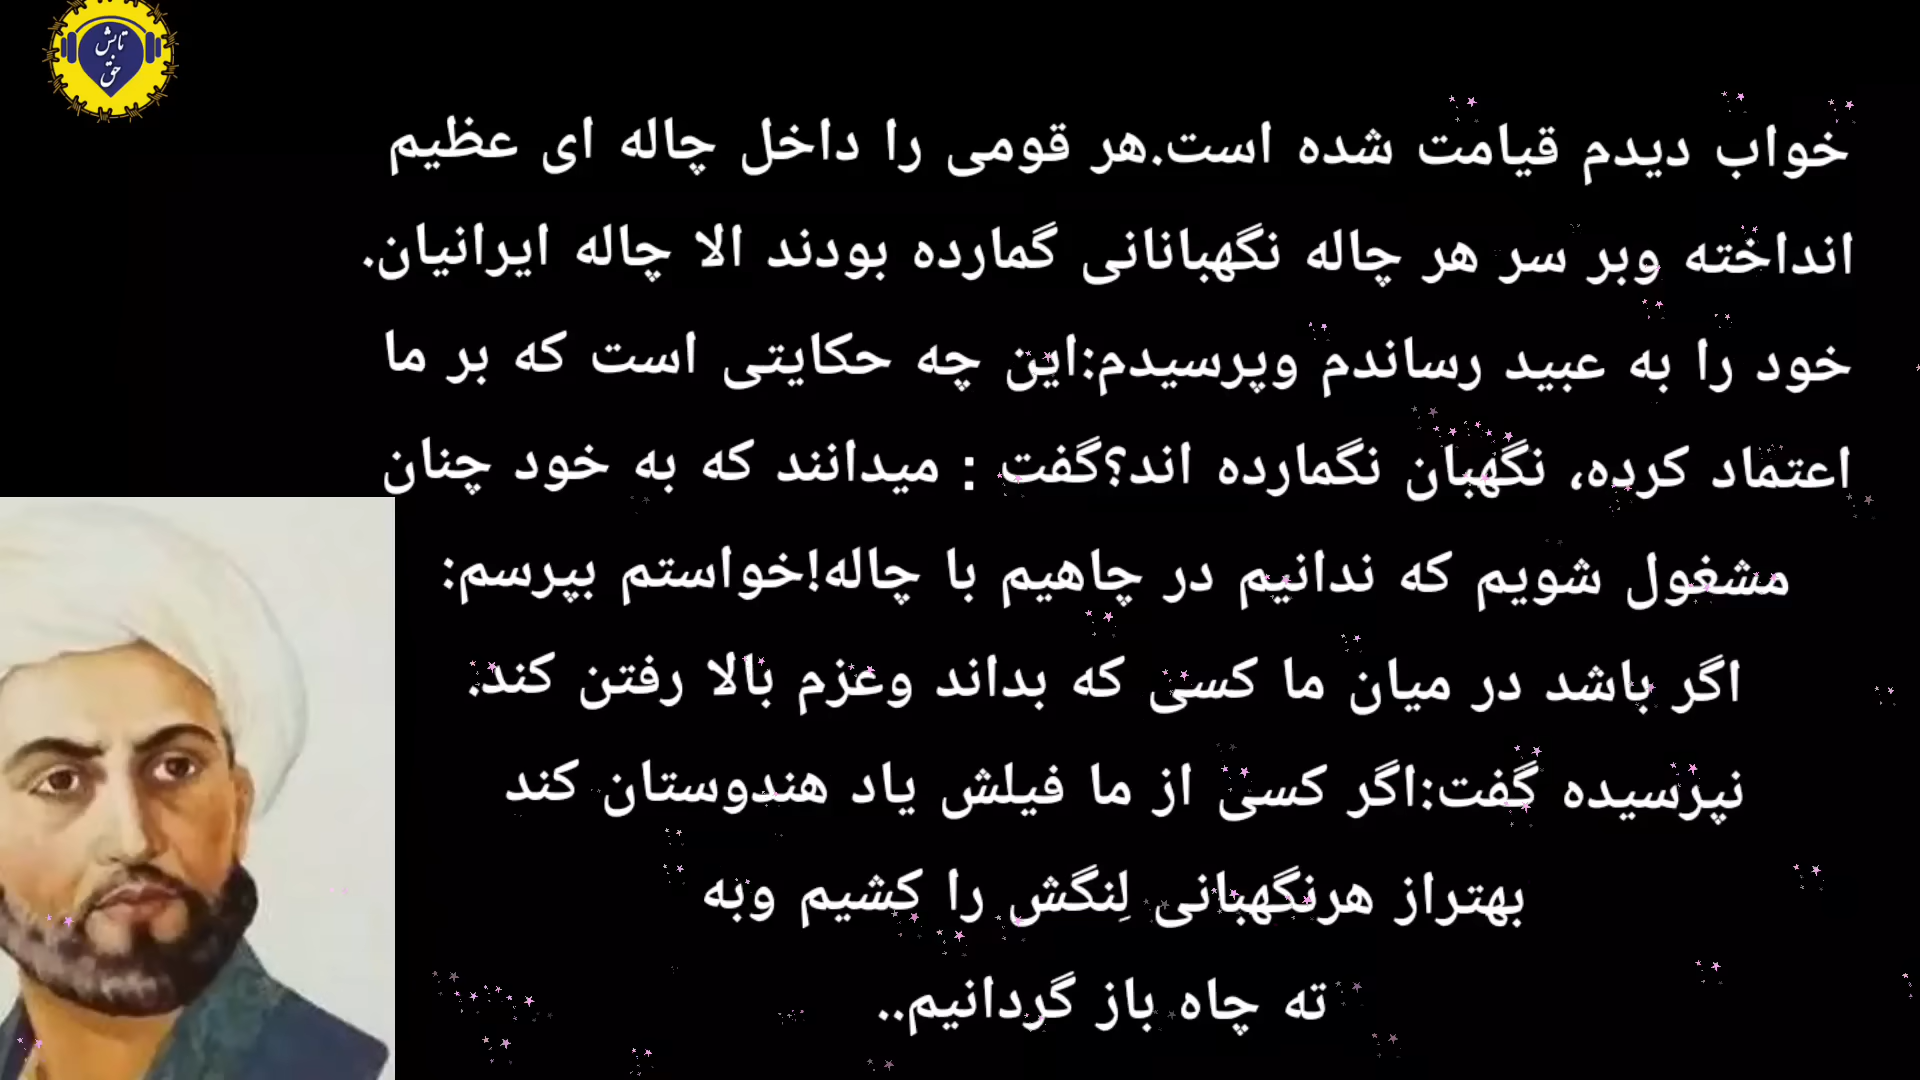 تابش
حق
خواب دیدم قیامت شده است.هر قومی را داخل چاله ای عظیم
انداخته وبر سر هر چاله نگهبانانی گمارده بودند الا چاله ایرانیان.
خود را به عبید رساندم وپرسیدم:این چه حکایتی است که بر ما
اعتماد کرده، نگهبان نگمارده اند؟گفت : میدانند که به خود چنان
مشغول شویم که ندانیم در چاهیم با چاله!خواستم بپرسم:
اگر باشد در میان ما کسی که بداند وعزم بالا رفتن کند.
نپرسیده گفت:اگر کسی از ما فیلش یاد هندوستان کند
بهتراز هرنگهبانی لِنگش را کشیم وبه
ته چاه باز گردانیم..